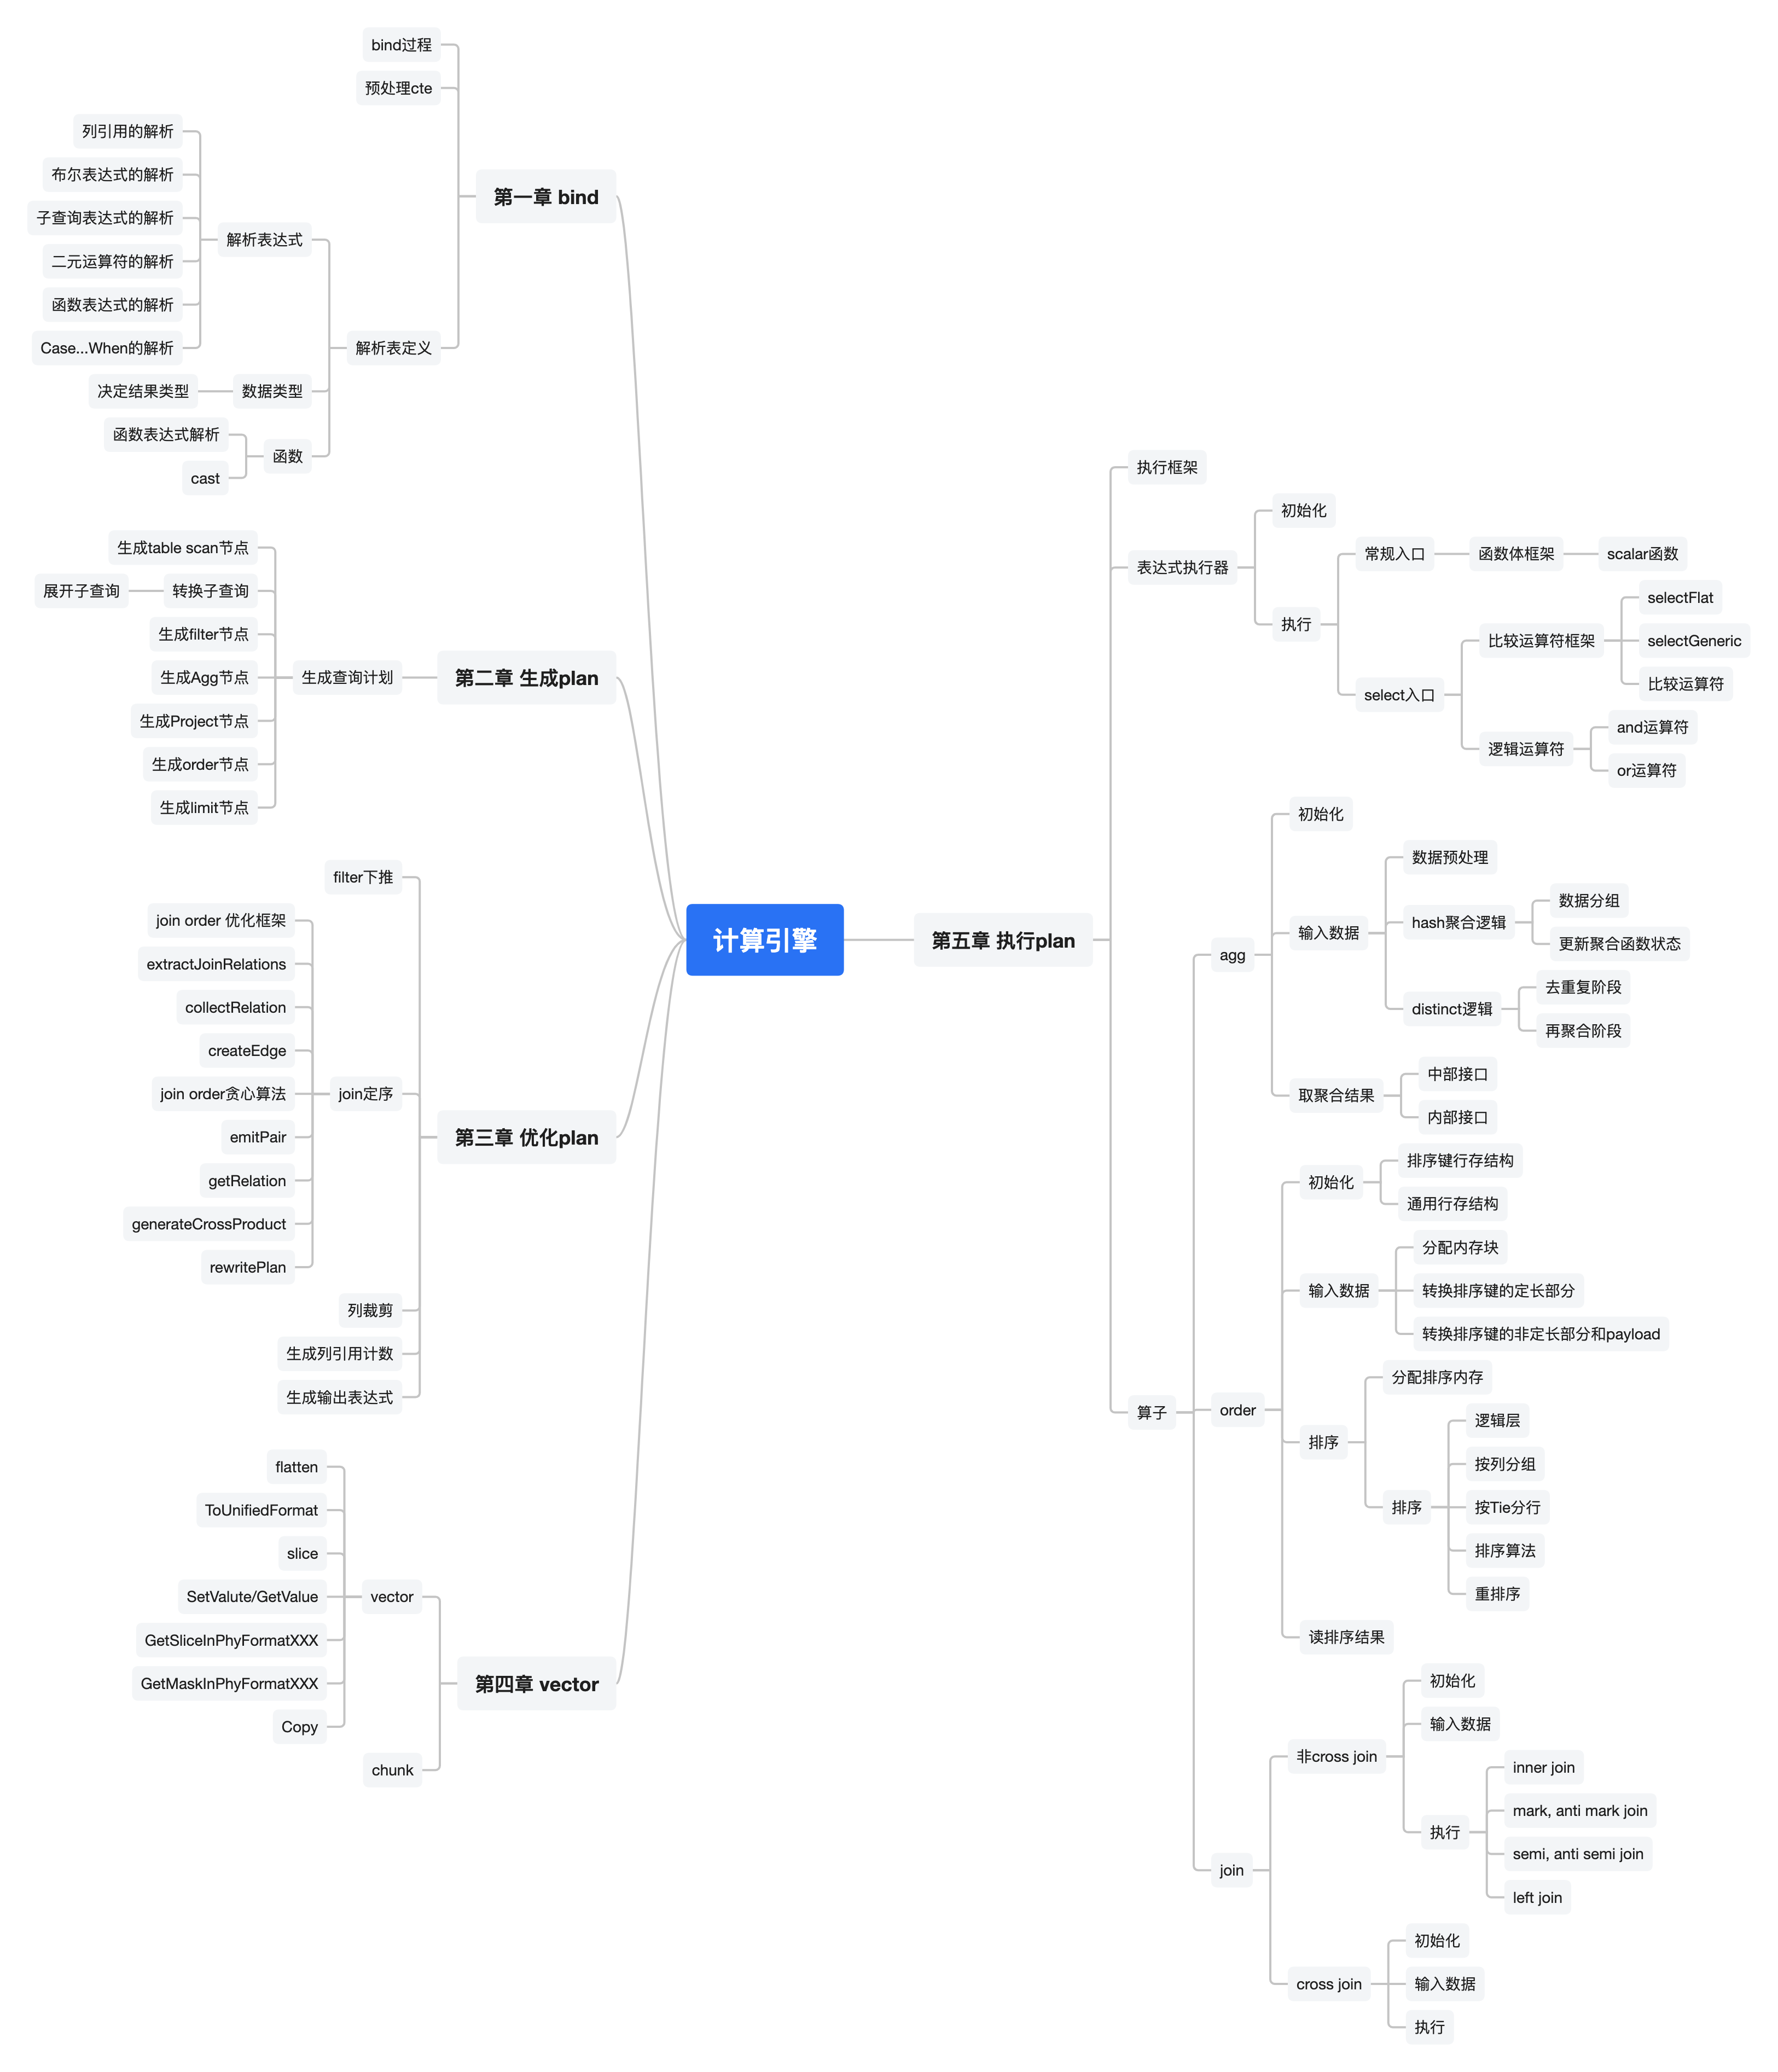 计算引擎
第一章 bind
bind过程
预处理cte
解析表定义
解析表达式
列引用的解析
布尔表达式的解析
子查询表达式的解析
二元运算符的解析
函数表达式的解析
Case...When的解析
数据类型
决定结果类型
函数
函数表达式解析
cast
第二章 生成plan
生成查询计划
生成table scan节点
转换子查询
展开子查询
生成filter节点
生成Agg节点
生成Project节点
生成order节点
生成limit节点
第三章 优化plan
filter下推
join定序
join order 优化框架
extractJoinRelations
collectRelation
createEdge
join order贪心算法
emitPair
getRelation
generateCrossProduct
rewritePlan
列裁剪
生成列引用计数
生成输出表达式
第四章 vector
vector
flatten
ToUnifiedFormat
slice
SetValute/GetValue
GetSliceInPhyFormatXXX
GetMaskInPhyFormatXXX
Copy
chunk
第五章 执行plan
执行框架
表达式执行器
初始化
执行
常规入口
函数体框架
scalar函数
select入口
比较运算符框架
selectFlat
selectGeneric
比较运算符
逻辑运算符
and运算符
or运算符
算子
agg
初始化
输入数据
数据预处理
hash聚合逻辑
数据分组
更新聚合函数状态
distinct逻辑
去重复阶段
再聚合阶段
取聚合结果
中部接口
内部接口
order
初始化
排序键行存结构
通用行存结构
输入数据
分配内存块
转换排序键的定长部分
转换排序键的非定长部分和payload
排序
分配排序内存
排序
逻辑层
按列分组
按Tie分行
排序算法
重排序
读排序结果
join
非cross join
初始化
输入数据
执行
inner join
mark, anti mark join
semi, anti semi join
left join
cross join
初始化
输入数据
执行